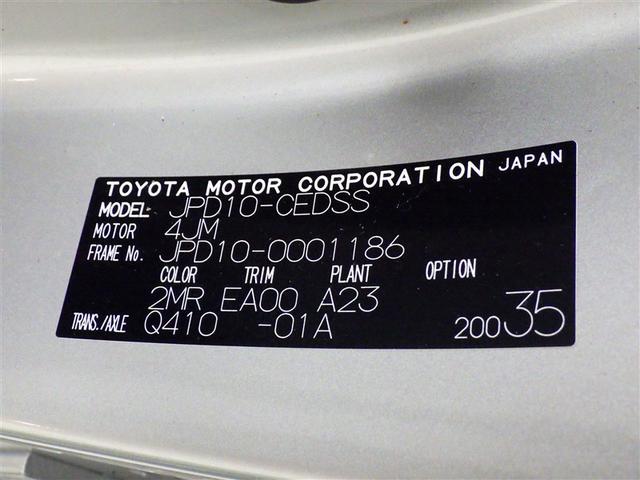 TOYOTA MOTOR CORPORATION JAPAN
MODEL JPD10-CEDSS
MOTOR 4JM
FRAME No. JPD10-0001186
COLOR TRIM PLANT OPTION
2MR EA00 A23
TRANS./AXLE Q410 -01A 20035